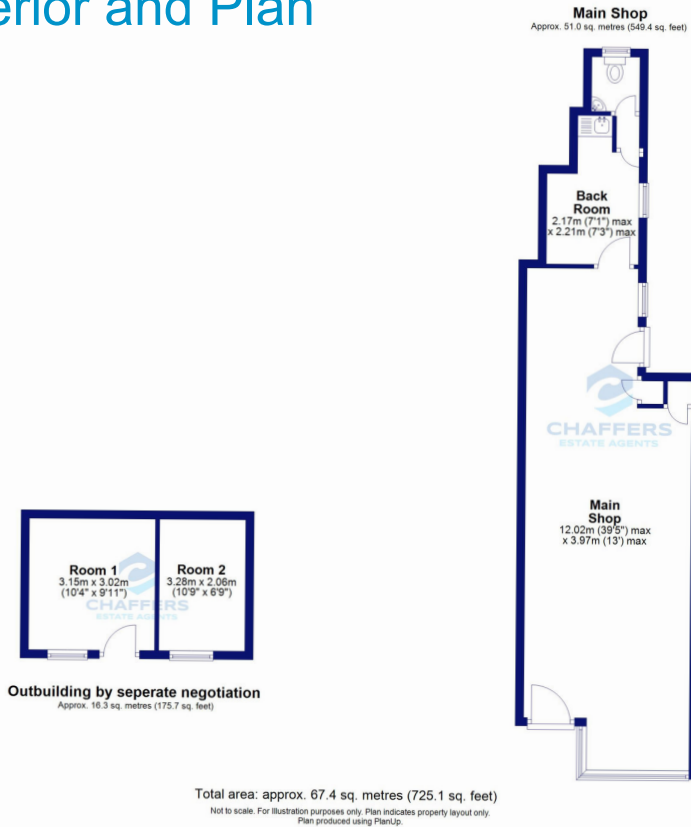 erior and Plan
Main Shop
Approx. 51.0 sq. metres (549.4 sq. feet)
Back
Room
2.17m (7'1") max
x 2.21m (7'3") max
CHAFFERS
ESTATE AGENTS
Main
Shop
12.02m (39'5") max
x 3.97m (13') max
Room 1
3.15m x 3.02m
(10'4" x 9'11")
Room 2
3.28m x 2.06m
(10'9" x 6'9")
CHAFFERS
ESTATE AGENTS
Outbuilding by seperate negotiation
Approx. 16.3 sq. metres (175.7 sq. feet)
Total area: approx. 67.4 sq. metres (725.1 sq. feet)
Not to scale. For Illustration purposes only. Plan indicates property layout only.
Plan produced using PlanUp.